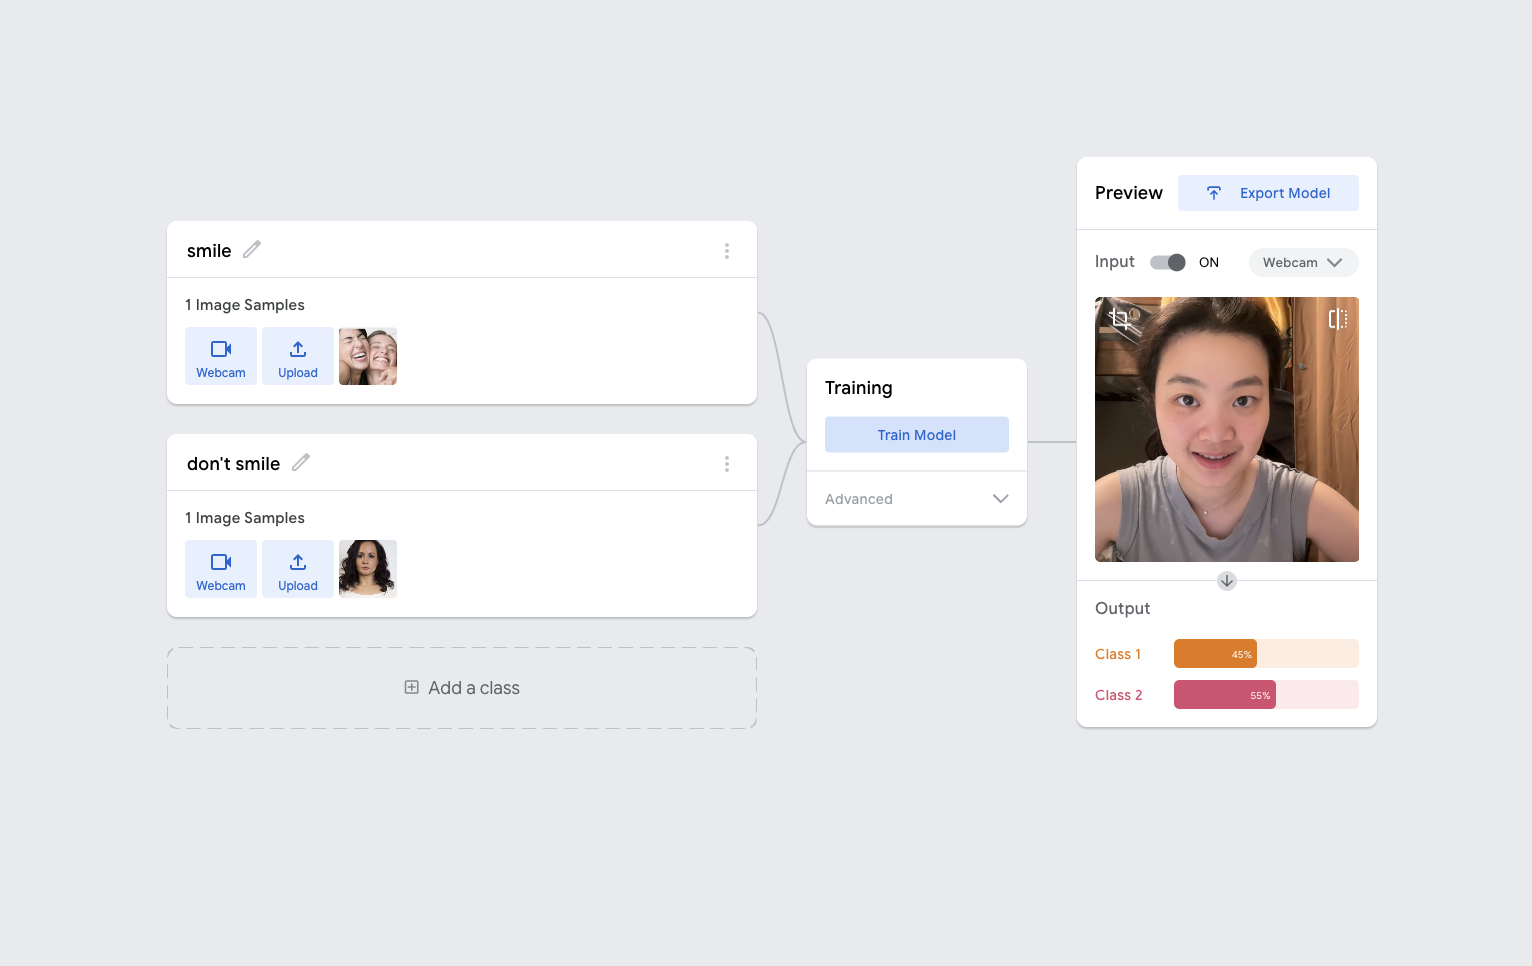 smile
1 Image Samples
Webcam
Upload
don't smile
1 Image Samples
Webcam
Upload
Add a class
Training
Train Model
Advanced
Preview
Export Model
Input
ON
Webcam
Output
Class 1
45%
Class 2
55%